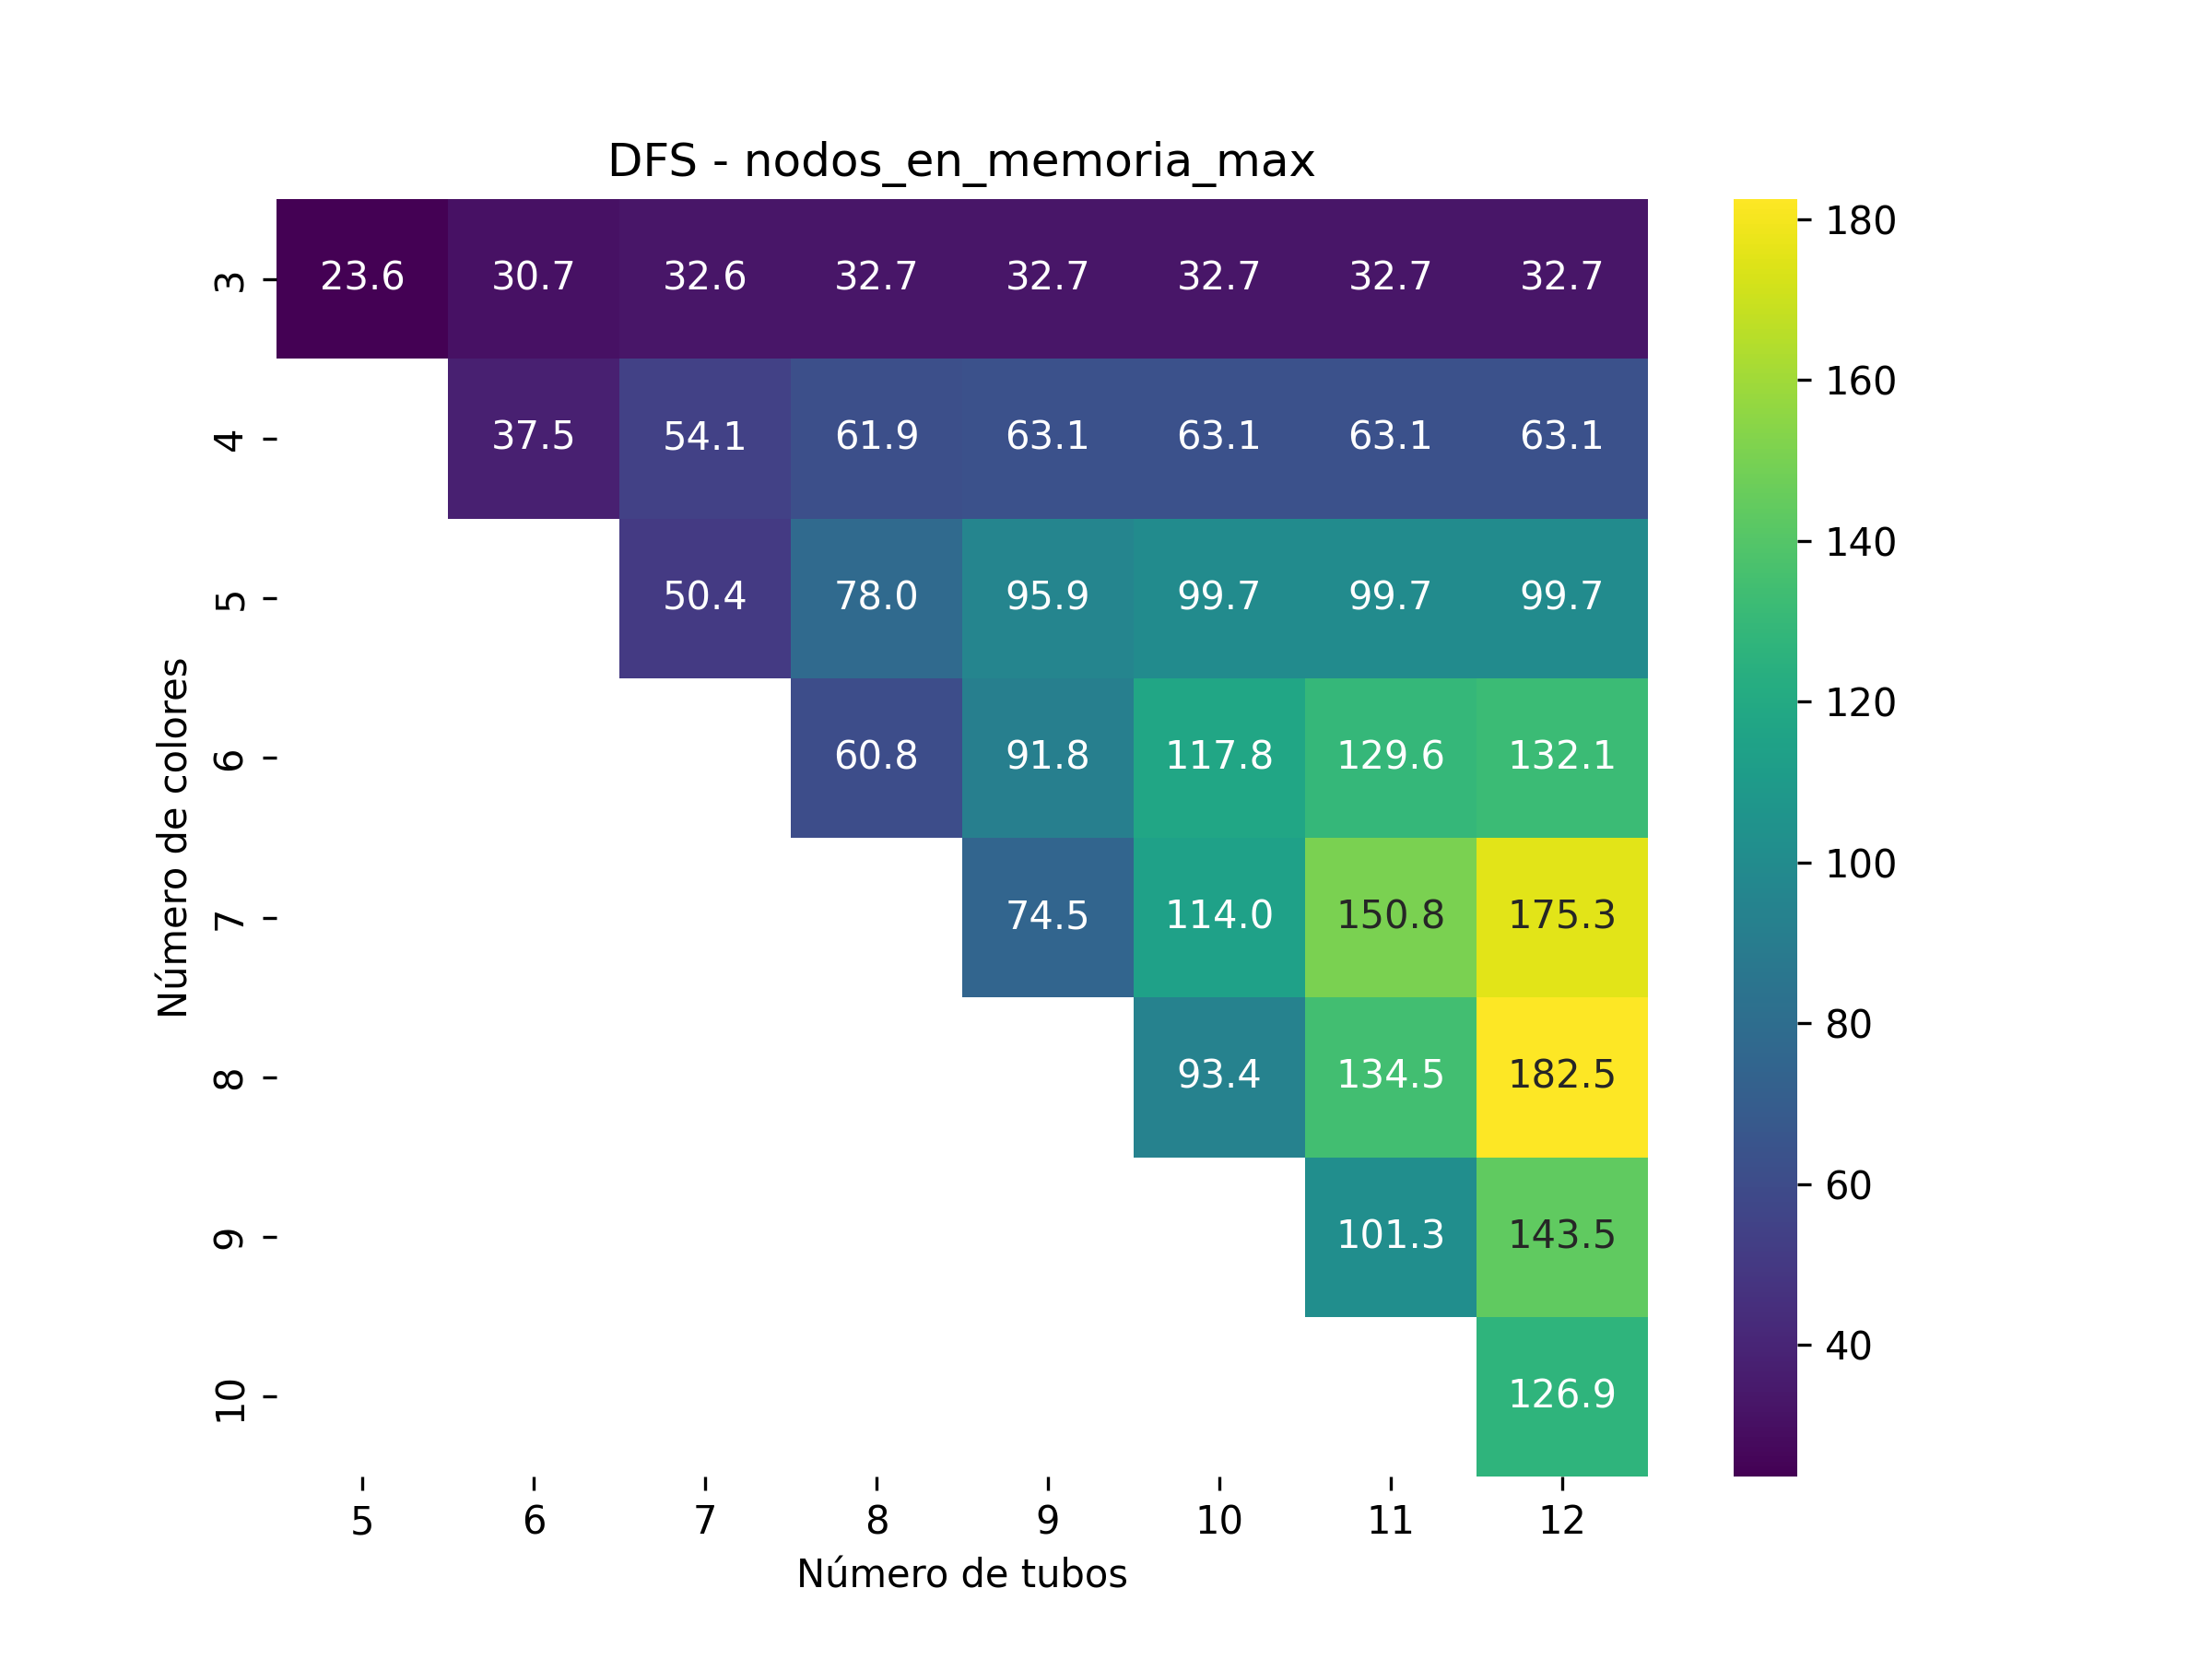 DFS - nodos_en_memoria_max
Número de colores
3 23.6 30.7 32.6 32.7 32.7 32.7 32.7 32.7
4 37.5 54.1 61.9 63.1 63.1 63.1 63.1
5 50.4 78.0 95.9 99.7 99.7 99.7
6 60.8 91.8 117.8 129.6 132.1
7 74.5 114.0 150.8 175.3
8 93.4 134.5 182.5
9 101.3 143.5
10 126.9
5 6 7 8 9 10 11 12
Número de tubos
180
160
140
120
100
80
60
40